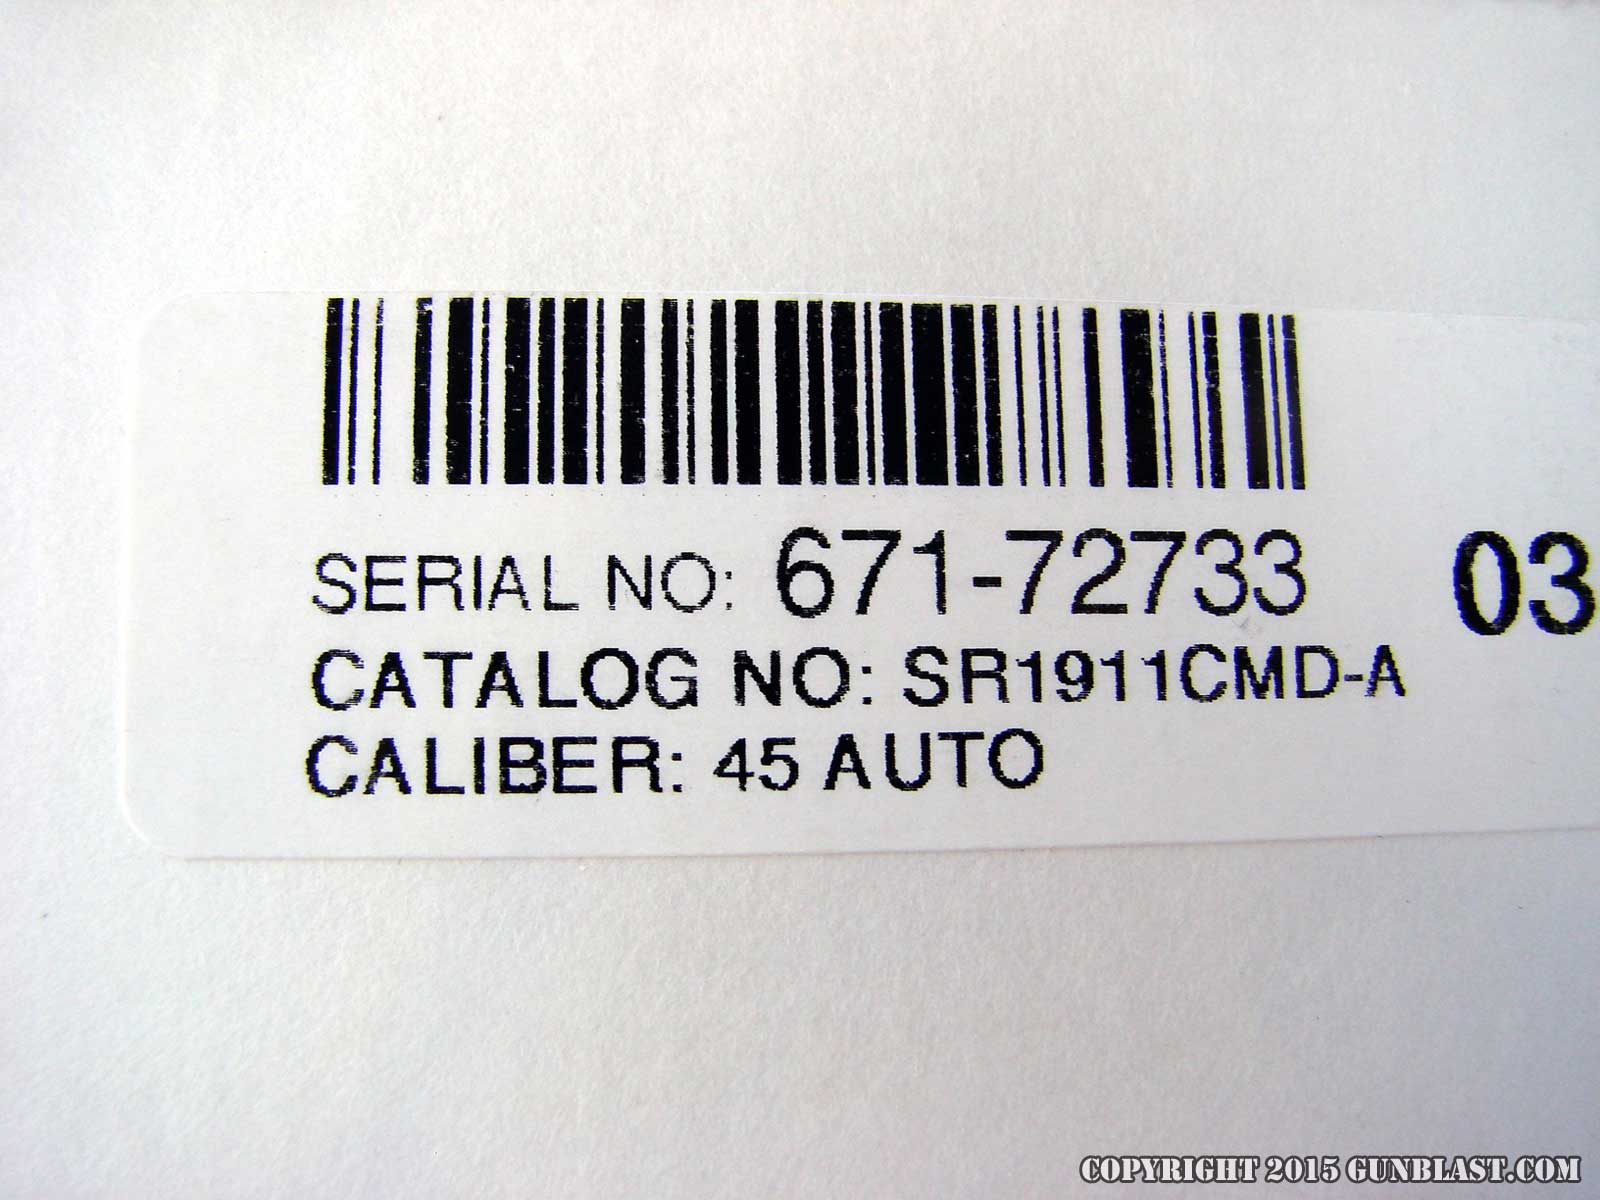 SERIAL NO: 671-72733 03
CATALOG NO: SR1911CMD-A
CALIBER: 45 AUTO
COPYRIGHT 2015 GUNBLAST.COM